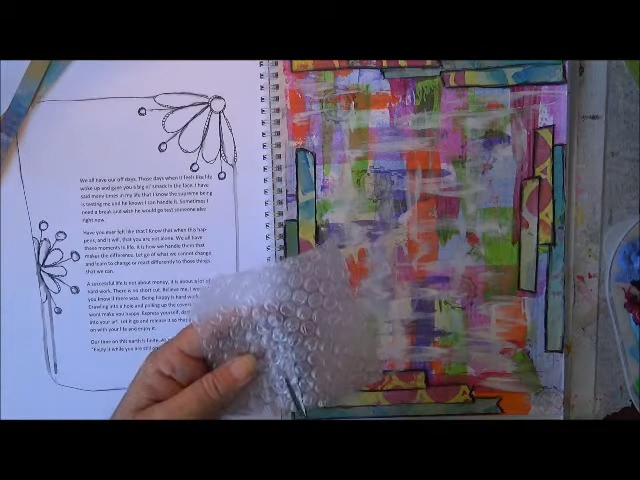 We all have our off days. Those days when it feels like life
woke up and gave you a big ol' smack in the face. I have
said many times in my life that I know the supreme being
is testing me and he knows I can handle it. Sometimes I
need a break and wish he would go test someone else
right now.
Have you ever felt like that? Know that when this hap-
pens, and it will, that you are not alone. We all have
these moments in life. It is how we handle them that
makes the difference. Let go of what we cannot change
and learn to change or react differently to those things
that we can.
A successful life is not about money, it is about a lot of
hard work. There is no short cut. Believe me, I wo
you know if there was. Being happy is hard work
Crawling into a hole and pulling up the covers
wont make you happy. Express yourself, da
into your art. Let it go and release it so that
on with your life and enjoy it.
Our time on this earth is finite,
"Enjoy it while you are still